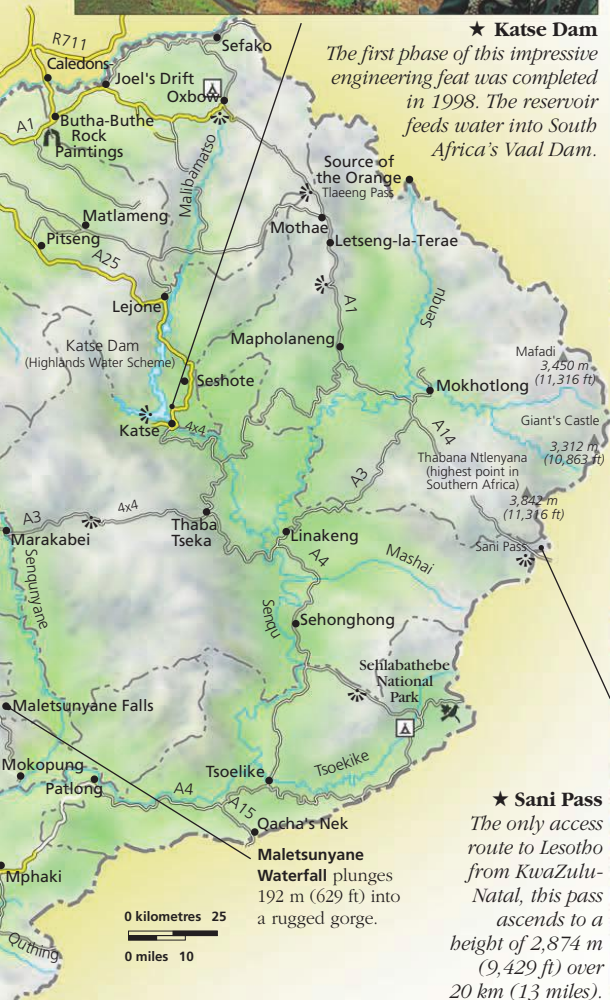 ★ Katse Dam
The first phase of this impressive
engineering feat was completed
in 1998. The reservoir
feeds water into South
Africa's Vaal Dam.
R711
Sefako
Caledons
Joel's Drift
Oxbow
A1
Butha-Buthe
Rock
Paintings
Malibamatso
Source of
the Orange
Tlaeeng Pass
Matlameng
Mothae
Pitseng
Letseng-la-Terae
A25
Senqu
Lejone
A1
Katse Dam
(Highlands Water Scheme)
Mapholaneng
Mafadi
3,450 m
(11,316 ft)
Seshote
Mokhotlong
Giant's Castle
3,312 m
(10,863 ft)
Katse
4x4
A14
Thabana Ntlenyana
(highest point in
Southern Africa)
3,842 m
(11,316 ft)
A3
A3
4x4
Thaba
Tseka
Marakabei
Linakeng
Sani Pass
A4
Mashai
Senqunyane
Senqu
Sehonghong
Sehlabathebe
National
Park
Maletsunyane Falls
Mokopung
Patlong
Tsoelike
Tsoekike
A4
A15
Qacha's Nek
Mphaki
Quthing
Maletsunyane
Waterfall plunges
192 m (629 ft) into
a rugged gorge.
0 kilometres 25
0 miles 10
★ Sani Pass
The only access
route to Lesotho
from KwaZulu-
Natal, this pass
ascends to a
height of 2,874 m
(9,429 ft) over
20 km (13 miles).